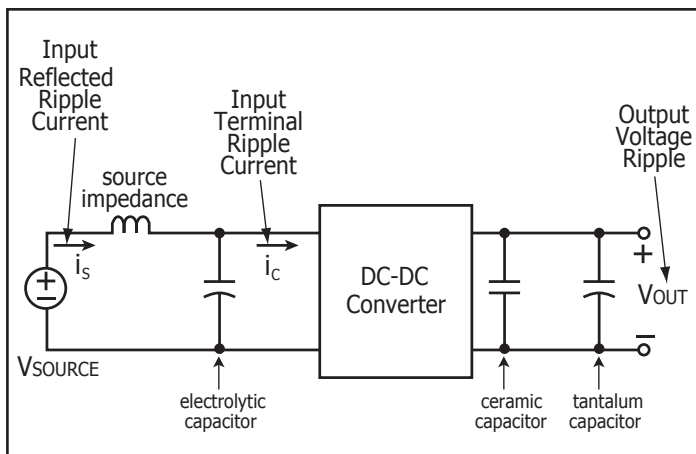 Input
Reflected
Ripple
Current
Input
Terminal
Ripple
Current
Output
Voltage
Ripple
source
impedance
iS
iC
DC-DC
Converter
+
VOUT
VSOURCE
electrolytic
capacitor
ceramic
capacitor
tantalum
capacitor